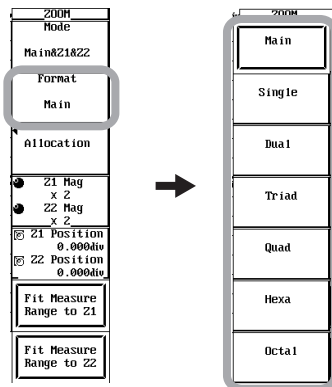 ZOOM
Mode
Main&Z1&Z2
Format
Main
Allocation
Z1 Mag
x 2
Z2 Mag
x 2
Z1 Position
0.000div
Z2 Position
0.000div
Fit Measure
Range to Z1
Fit Measure
Range to Z2
ZOOM
Main
Single
Dual
Triad
Quad
Hexa
Octal